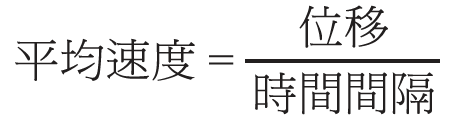 平均速度 = 位移
時間間隔